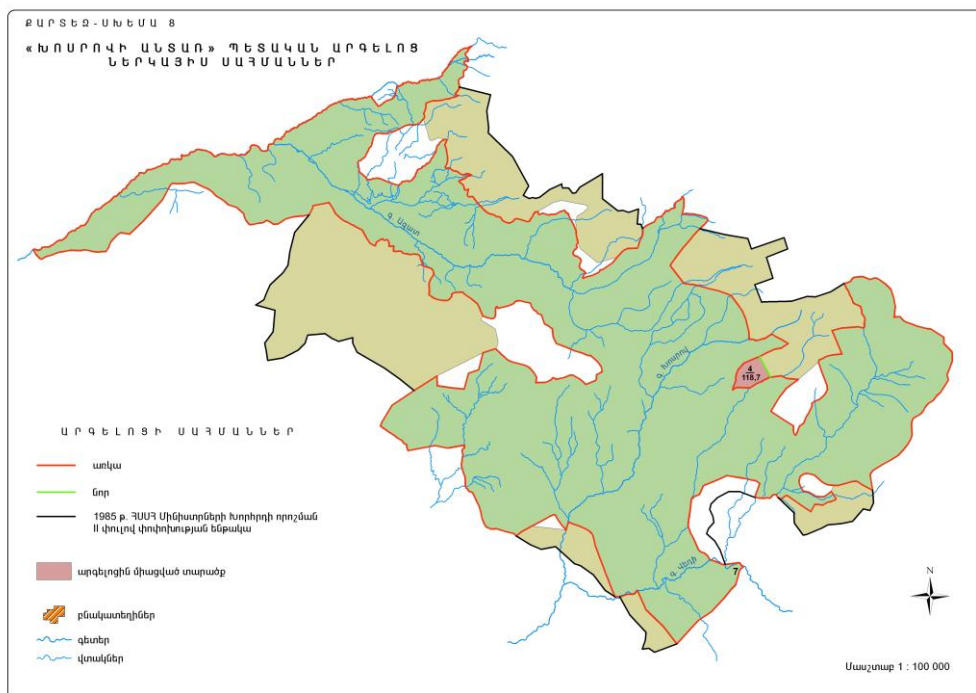 ՔԱՐՏԵԶ-ՍԽԵՄԱ 8
«ԽՈՍՐՈՎԻ ԱՆՏԱՌ» ՊԵՏԱԿԱՆ ԱՐԳԵԼՈՑ
ՆԵՐԿԱՅԻՍ ՍԱՀՄԱՆՆԵՐ
գ. Ազատ
գ. Խոսրով
4
118,7
գ. Վեդի
7
ԱՐԳԵԼՈՑԻ ՍԱՀՄԱՆՆԵՐ
առկա
նոր
1985 թ. ՀՍՍՀ Մինիստրների Խորհրդի որոշման
II փուլով փոփոխության ենթակա
արգելոցին միացված տարածք
բնակատեղիներ
գետեր
վտակներ
N
Մասշտաբ 1 : 100 000